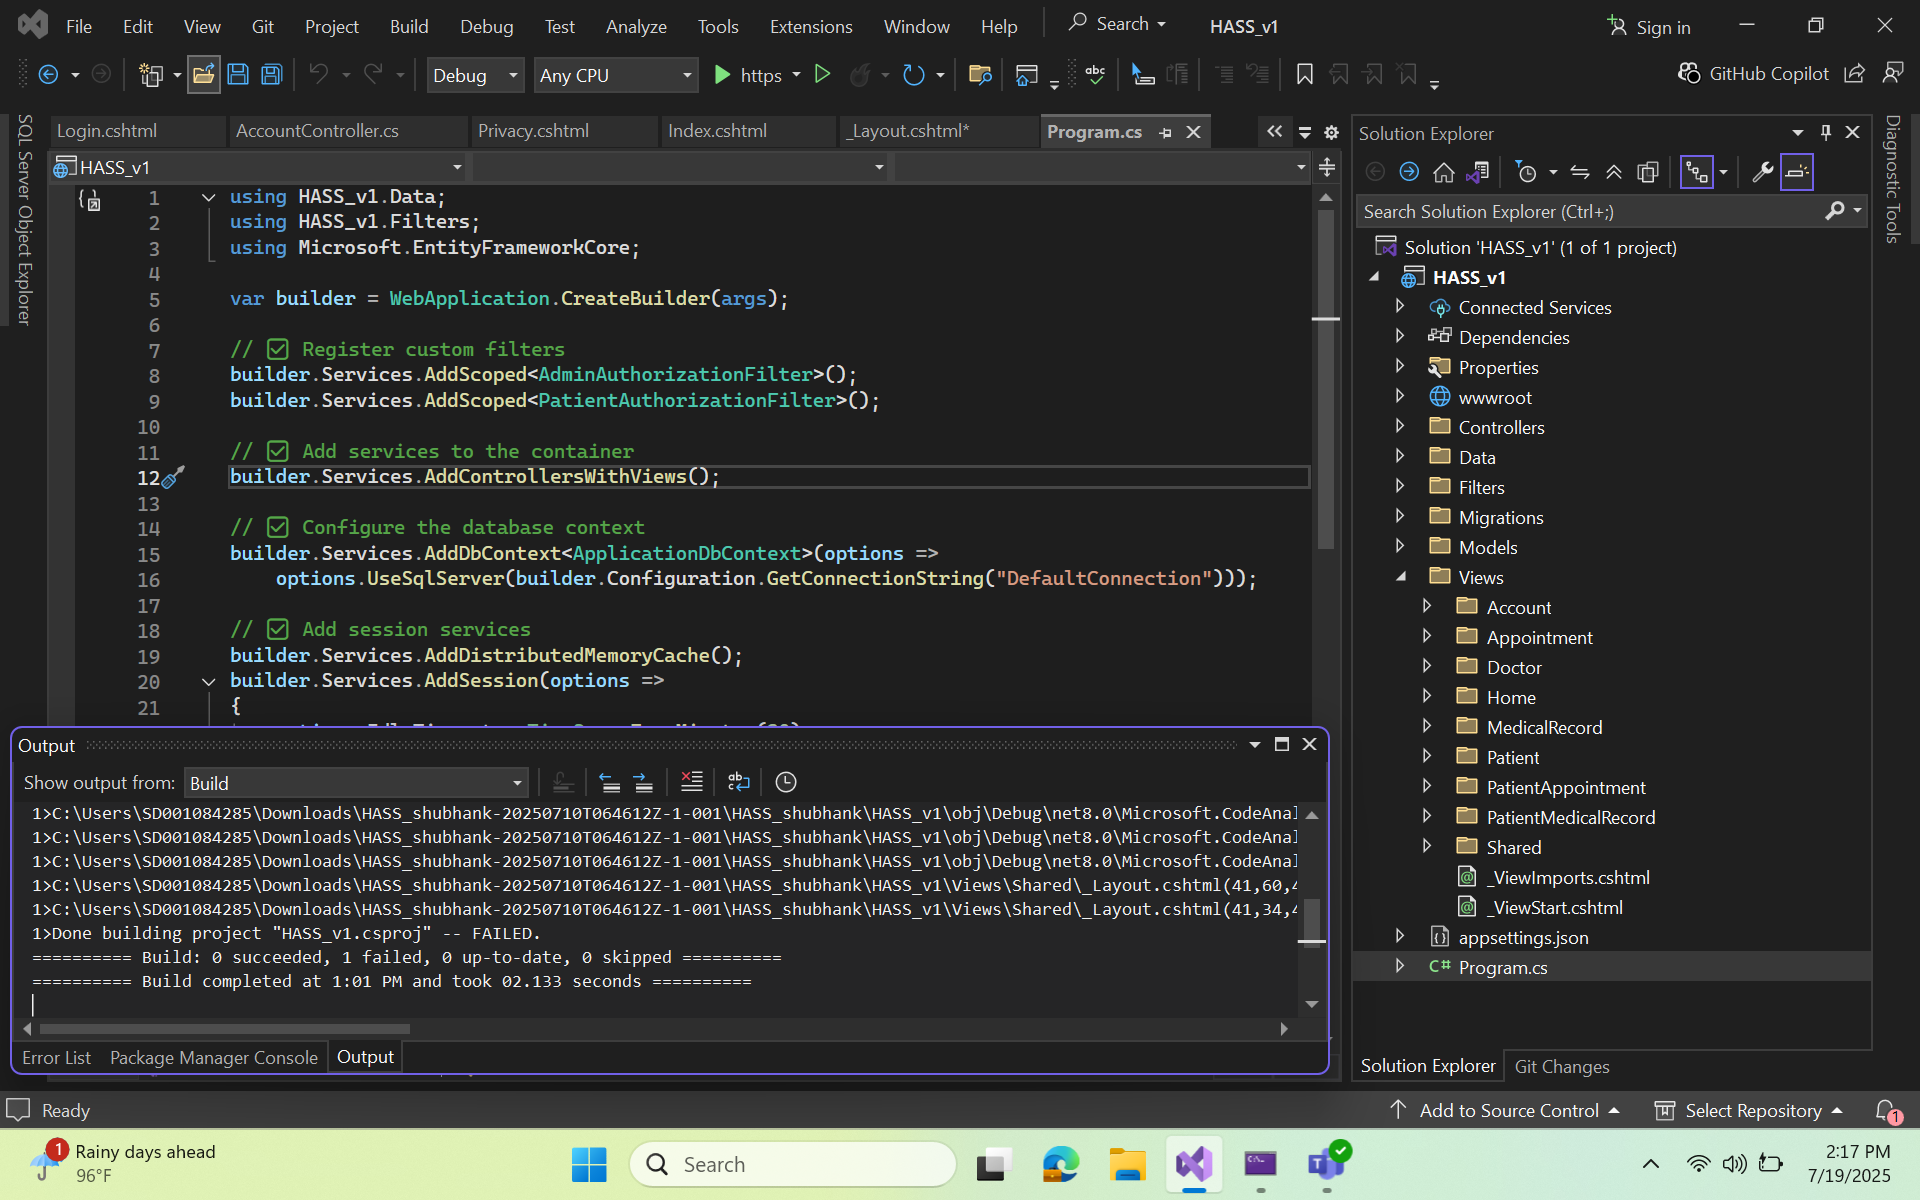 File Edit View Git Project Build Debug Test Analyze Tools Extensions Window Help Search HASS_v1 Sign in
Debug Any CPU https GitHub Copilot
SQL Server Object Explorer
Login.cshtml AccountController.cs Privacy.cshtml Index.cshtml _Layout.cshtml* Program.cs
HASS_v1
1 using HASS_v1.Data;
2 using HASS_v1.Filters;
3 using Microsoft.EntityFrameworkCore;
4
5 var builder = WebApplication.CreateBuilder(args);
6
7 // ✅ Register custom filters
8 builder.Services.AddScoped<AdminAuthorizationFilter>();
9 builder.Services.AddScoped<PatientAuthorizationFilter>();
10
11 // ✅ Add services to the container
12 builder.Services.AddControllersWithViews();
13
14 // ✅ Configure the database context
15 builder.Services.AddDbContext<ApplicationDbContext>(options =>
16 options.UseSqlServer(builder.Configuration.GetConnectionString("DefaultConnection")));
17
18 // ✅ Add session services
19 builder.Services.AddDistributedMemoryCache();
20 builder.Services.AddSession(options =>
21 {
Output
Show output from: Build
1>C:\Users\SD001084285\Downloads\HASS_shubhank-20250710T064612Z-1-001\HASS_shubhank\HASS_v1\obj\Debug\net8.0\Microsoft.CodeAnal
1>C:\Users\SD001084285\Downloads\HASS_shubhank-20250710T064612Z-1-001\HASS_shubhank\HASS_v1\obj\Debug\net8.0\Microsoft.CodeAnal
1>C:\Users\SD001084285\Downloads\HASS_shubhank-20250710T064612Z-1-001\HASS_shubhank\HASS_v1\obj\Debug\net8.0\Microsoft.CodeAnal
1>C:\Users\SD001084285\Downloads\HASS_shubhank-20250710T064612Z-1-001\HASS_shubhank\HASS_v1\Views\Shared\_Layout.cshtml(41,60,4
1>C:\Users\SD001084285\Downloads\HASS_shubhank-20250710T064612Z-1-001\HASS_shubhank\HASS_v1\Views\Shared\_Layout.cshtml(41,34,4
1>Done building project "HASS_v1.csproj" -- FAILED.
========== Build: 0 succeeded, 1 failed, 0 up-to-date, 0 skipped ==========
========== Build completed at 1:01 PM and took 02.133 seconds ==========
Error List Package Manager Console Output
Solution Explorer
Search Solution Explorer (Ctrl+;)
Solution 'HASS_v1' (1 of 1 project)
HASS_v1
Connected Services
Dependencies
Properties
wwwroot
Controllers
Data
Filters
Migrations
Models
Views
Account
Appointment
Doctor
Home
MedicalRecord
Patient
PatientAppointment
PatientMedicalRecord
Shared
_ViewImports.cshtml
_ViewStart.cshtml
appsettings.json
C# Program.cs
Solution Explorer Git Changes
Diagnostic Tools
Ready Add to Source Control Select Repository 1
1 Rainy days ahead
96°F
Search
2:17 PM
7/19/2025